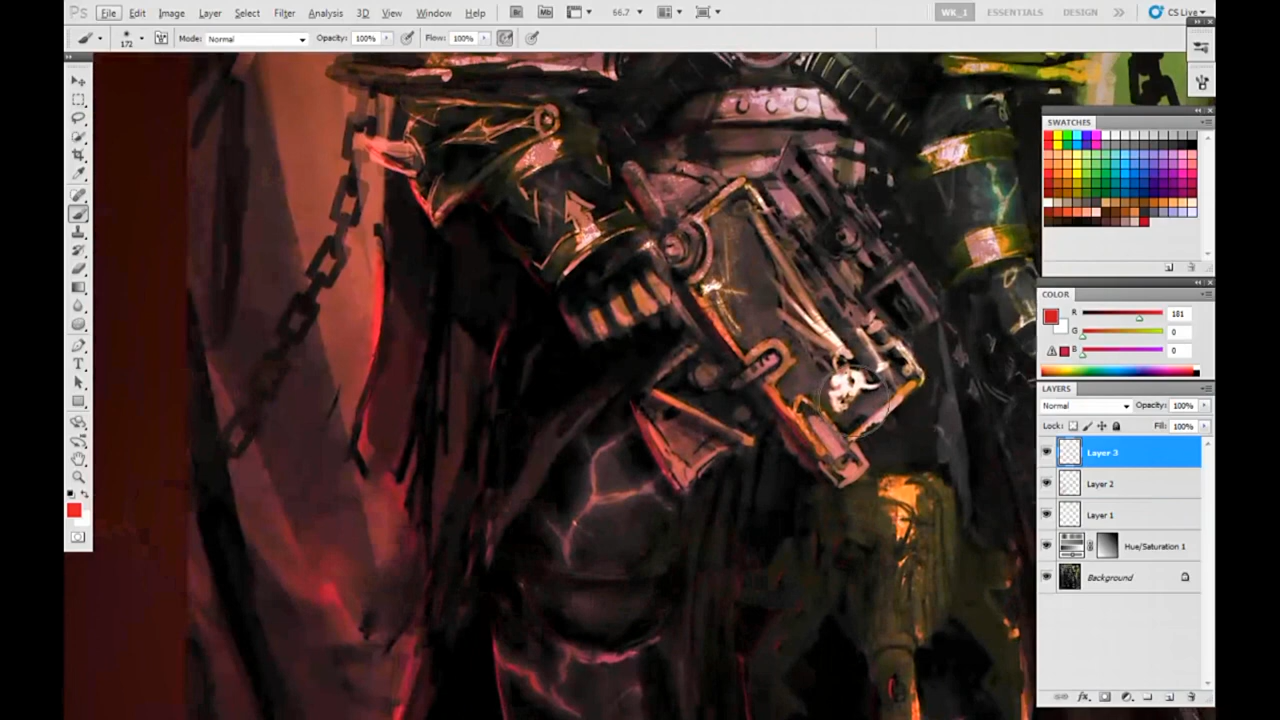 Ps File Edit Image Layer Select Filter Analysis 3D View Window Help Br Mb 66.7 WK_1 ESSENTIALS DESIGN CS Live
172 Mode: Normal Opacity: 100% Flow: 100%
SWATCHES
COLOR
R 181
G 0
B 0
LAYERS
Normal Opacity: 100%
Lock: Fill: 100%
Layer 3
Layer 2
Layer 1
Hue/Saturation 1
Background